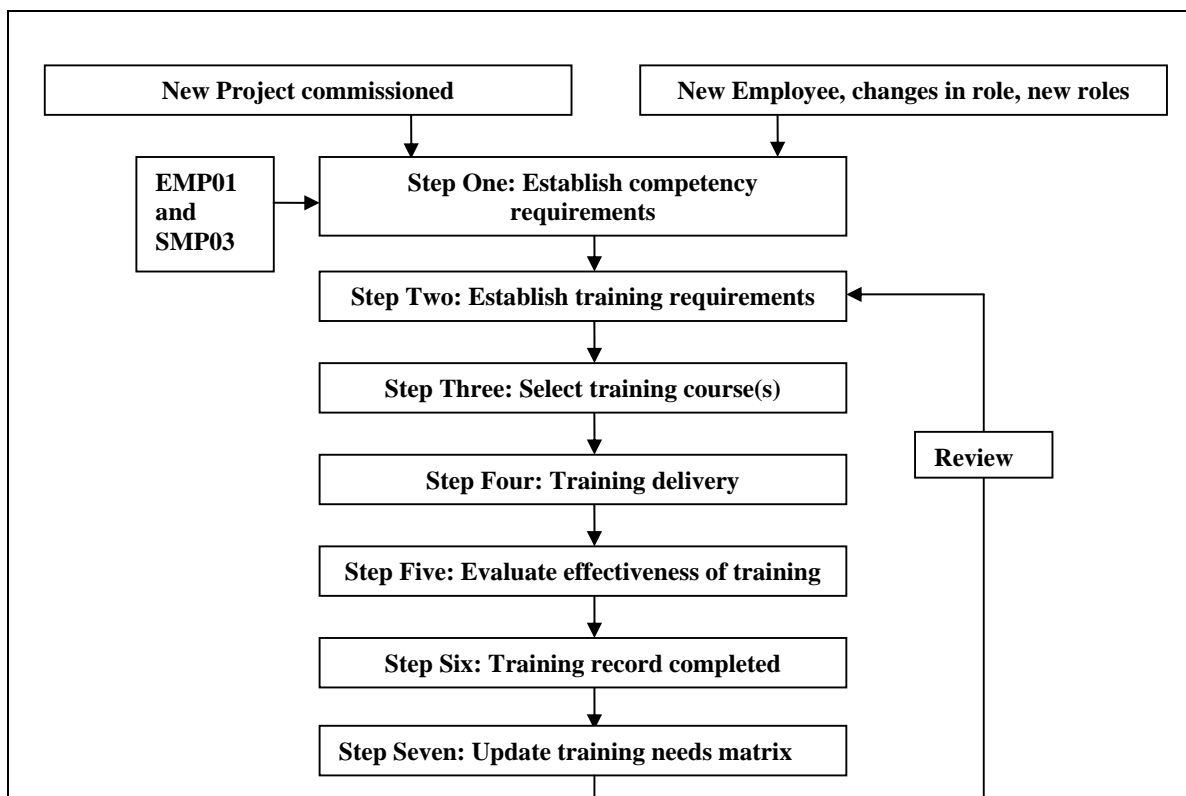 New Project commissioned
New Employee, changes in role, new roles
EMP01
and
SMP03
Step One: Establish competency
requirements
Step Two: Establish training requirements
Step Three: Select training course(s)
Review
Step Four: Training delivery
Step Five: Evaluate effectiveness of training
Step Six: Training record completed
Step Seven: Update training needs matrix